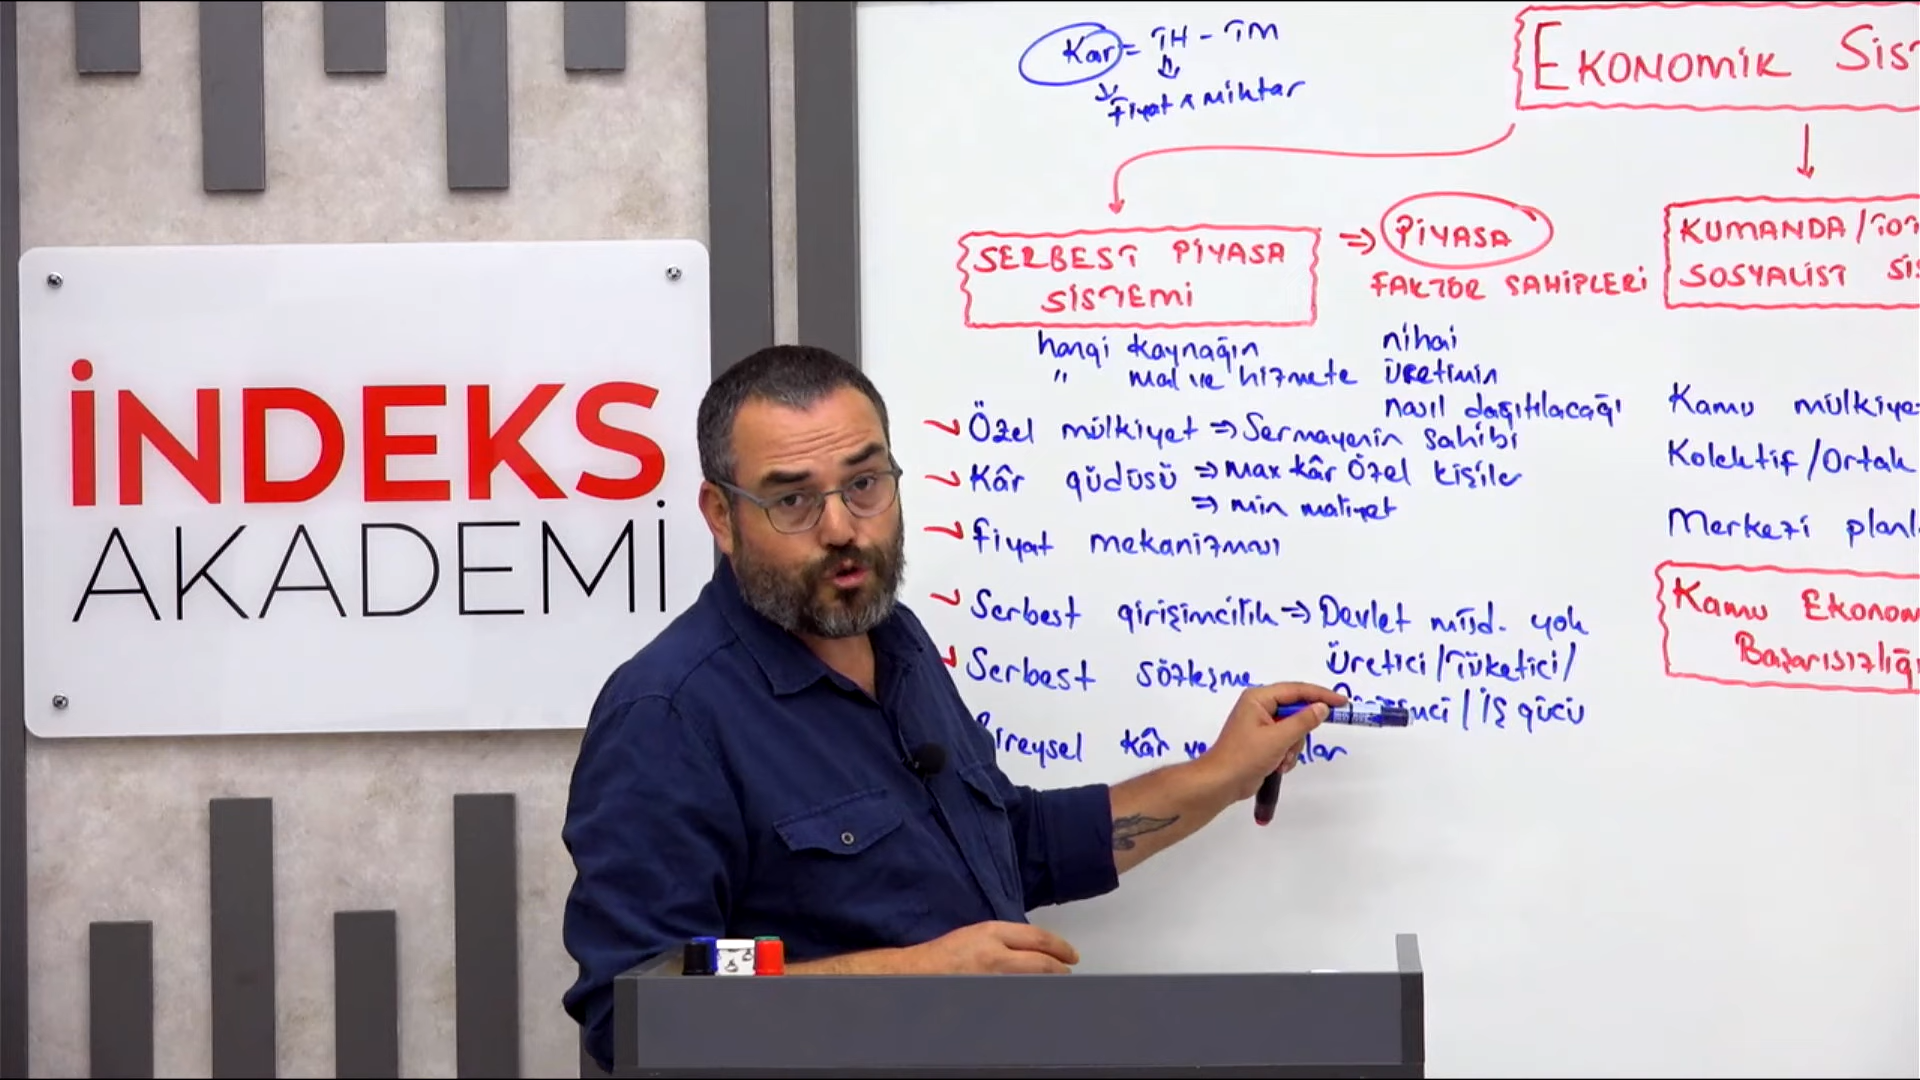 İNDEKS
AKADEMİ
Kar = TH - TM
Fiyat x miktar
EKONOMİK SİS
SERBEST PİYASA
SİSTEMİ
⇒ PİYASA
FAKTÖR SAHİPLERİ
hangi kaynağın
" mal ve hizmete
nihai
üretimin
nasıl dağıtılacağı
Özel mülkiyet ⇒ Sermayenin sahibi
Kâr güdüsü ⇒ max kâr Özel kişiler
⇒ min maliyet
Fiyat mekanizması
Serbest girişimcilik ⇒ Devlet müd. yok
Üretici / Tüketici /
Serbest sözleşme
/ İş gücü
Kâr
KUMANDA / TOT
SOSYALİST SİS
Kamu mülkiye
Kolektif / Ortak
Merkezi planl
Kamu Ekonom
Başarısızlığı